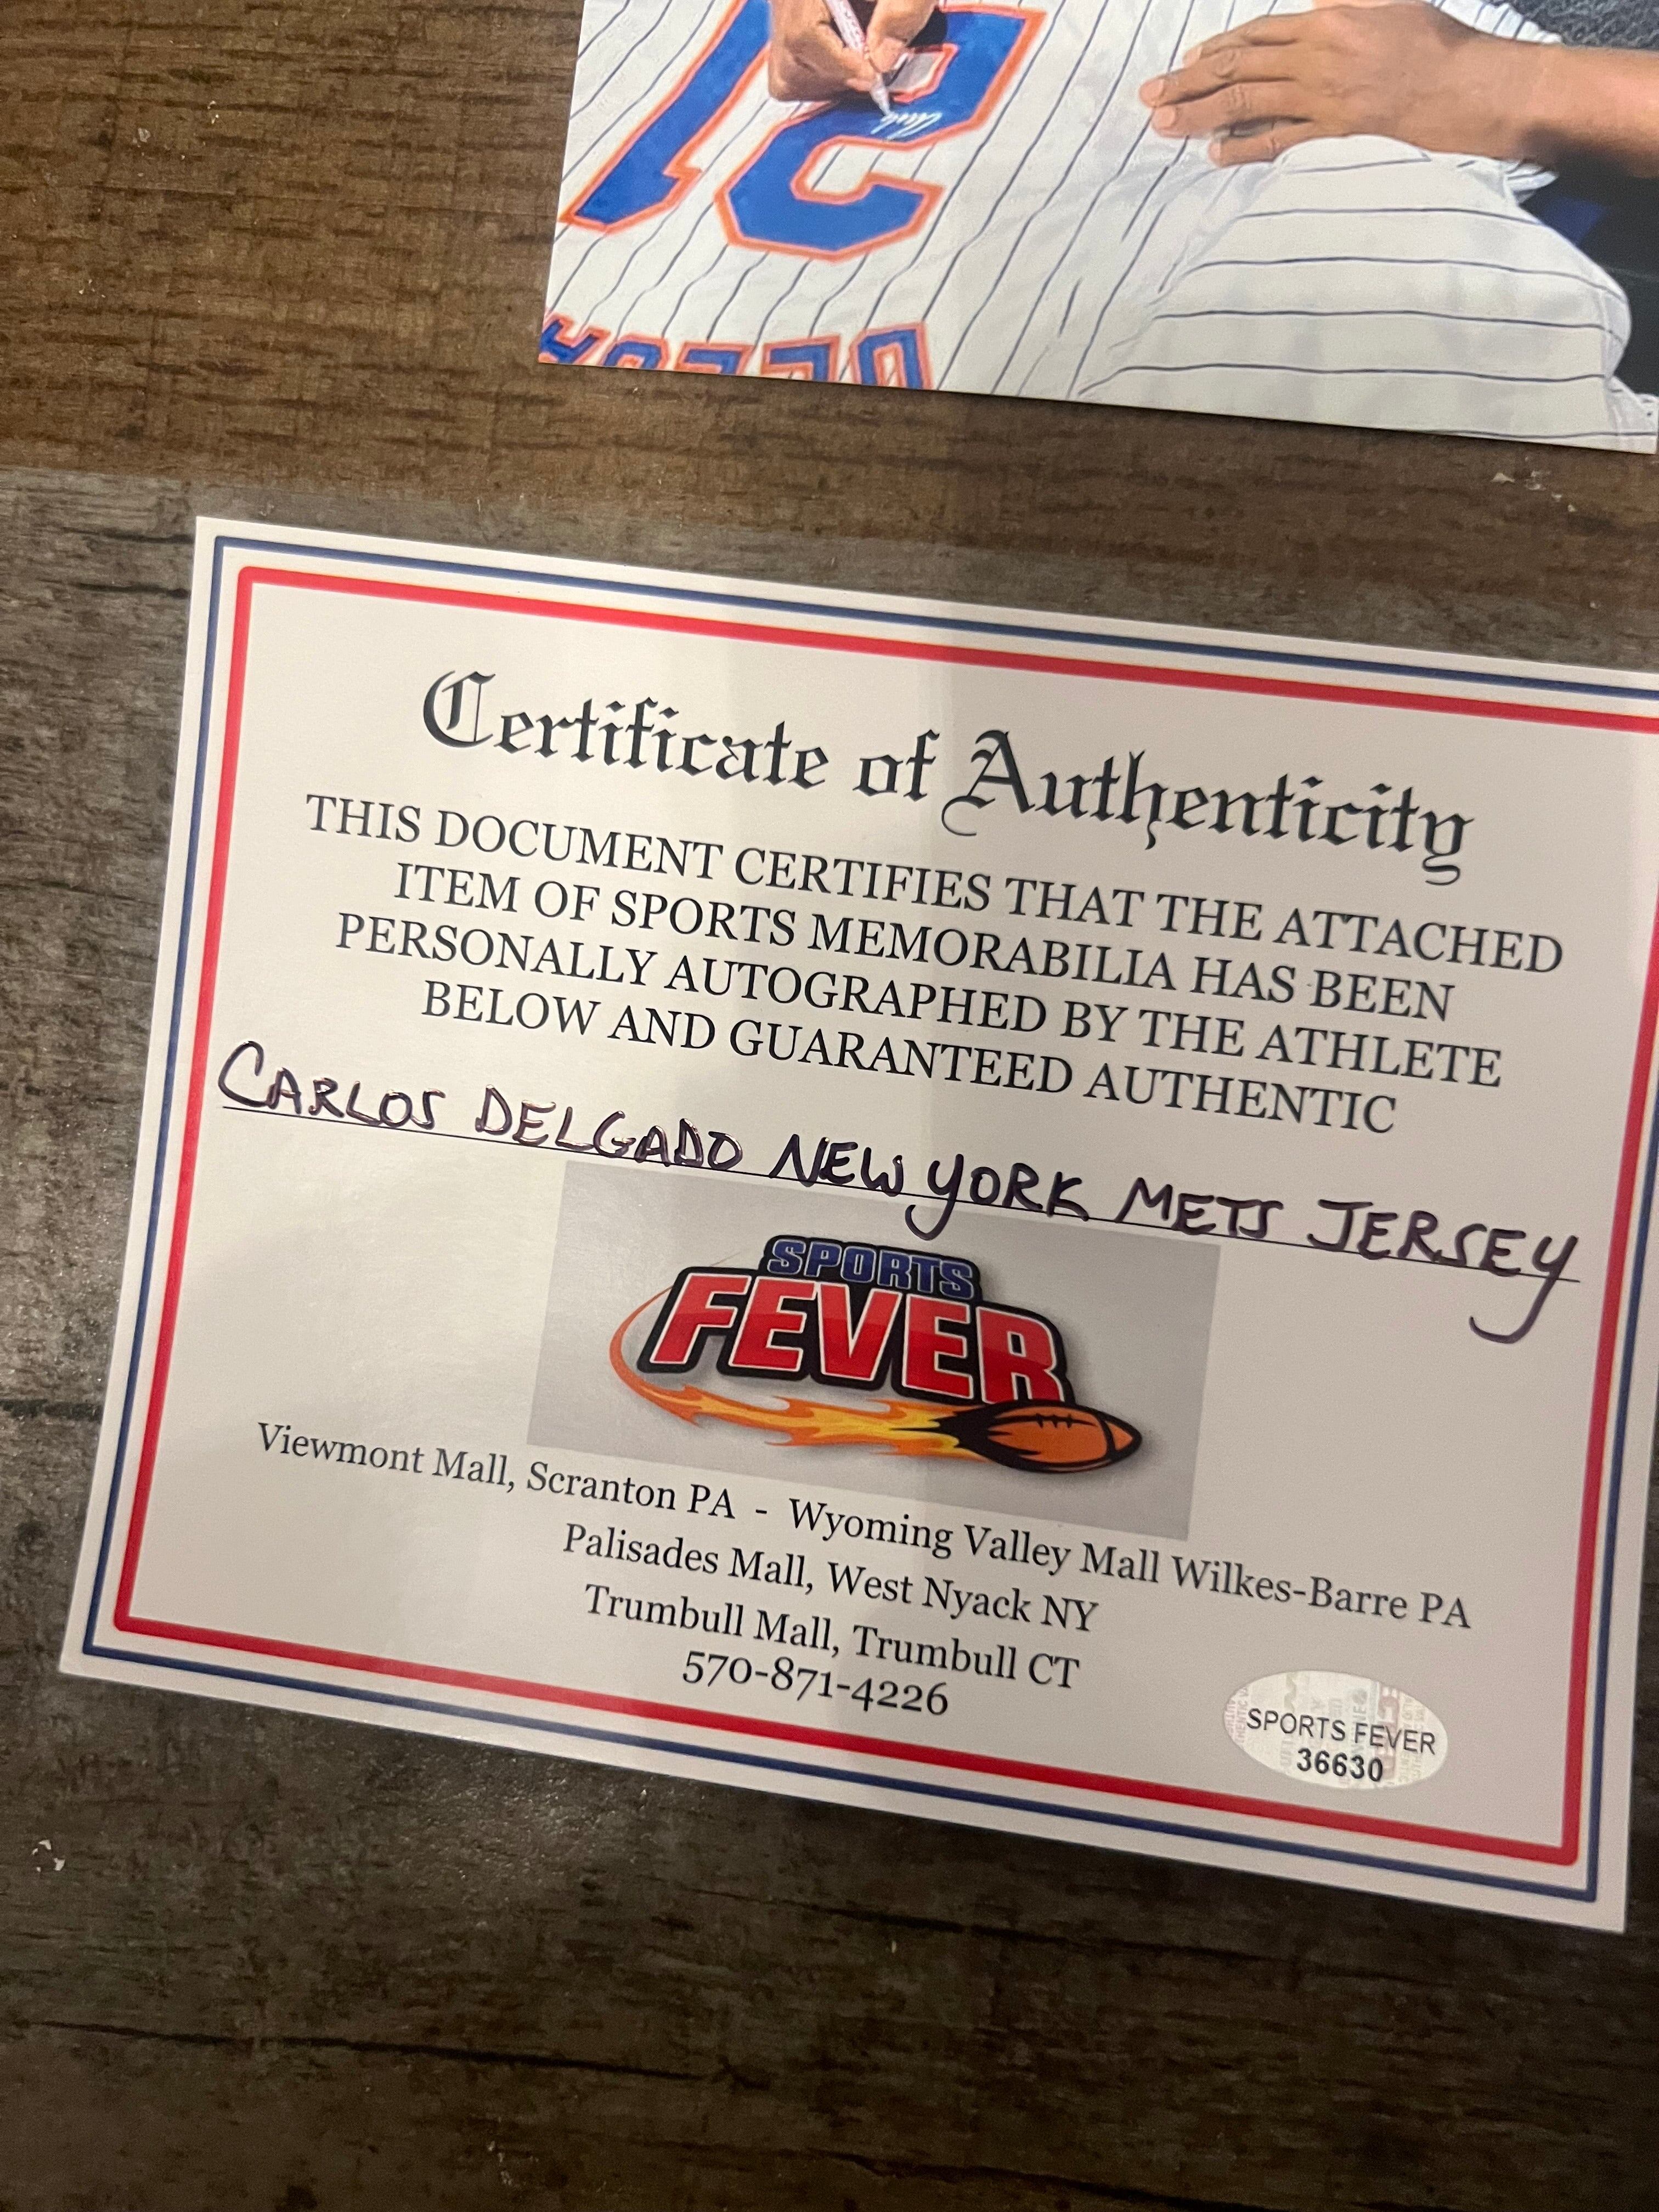 21
Certificate of Authenticity
THIS DOCUMENT CERTIFIES THAT THE ATTACHED
ITEM OF SPORTS MEMORABILIA HAS BEEN
PERSONALLY AUTOGRAPHED BY THE ATHLETE
BELOW AND GUARANTEED AUTHENTIC
CARLOS DELGADO NEW YORK METS JERSEY
SPORTS
FEVER
Viewmont Mall, Scranton PA - Wyoming Valley Mall Wilkes-Barre PA
Palisades Mall, West Nyack NY
Trumbull Mall, Trumbull CT
570-871-4226
SPORTS FEVER
36630